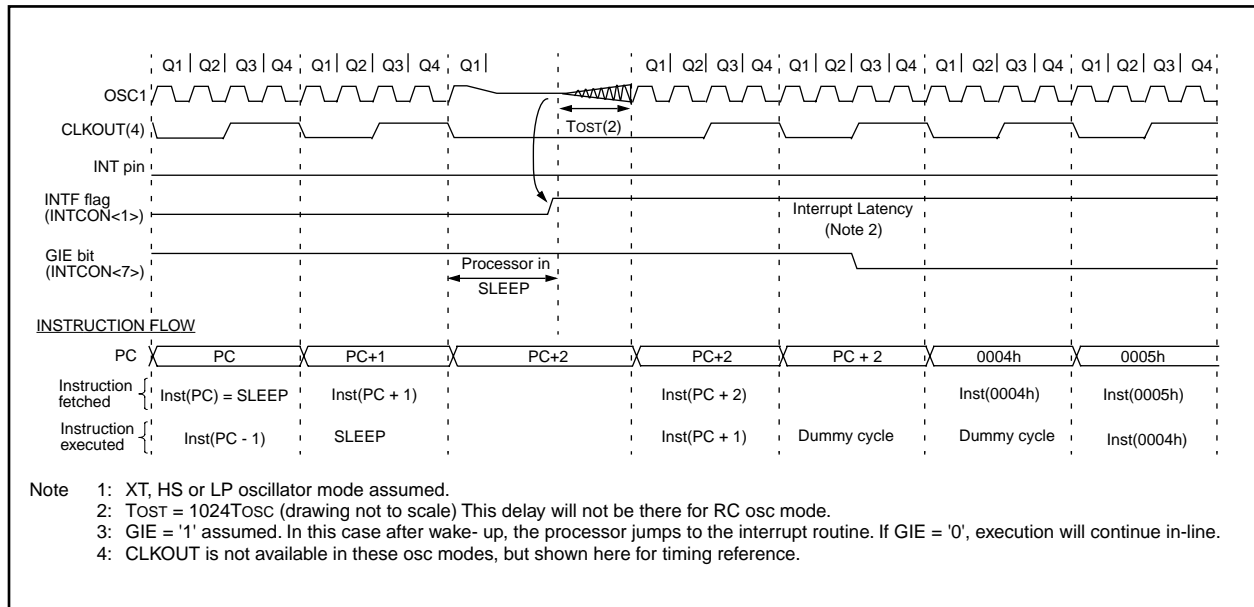 Q1 Q2 Q3 Q4 Q1 Q2 Q3 Q4 Q1 Q1 Q2 Q3 Q4 Q1 Q2 Q3 Q4 Q1 Q2 Q3 Q4 Q1 Q2 Q3 Q4
OSC1
CLKOUT(4)
TOST(2)
INT pin
INTF flag
(INTCON<1>)
Interrupt Latency
(Note 2)
GIE bit
(INTCON<7>)
Processor in
SLEEP
INSTRUCTION FLOW
PC PC PC+1 PC+2 PC+2 PC + 2 0004h 0005h
Instruction
fetched
Inst(PC) = SLEEP Inst(PC + 1) Inst(PC + 2) Inst(0004h) Inst(0005h)
Instruction
executed
Inst(PC - 1) SLEEP Inst(PC + 1) Dummy cycle Dummy cycle Inst(0004h)
Note 1: XT, HS or LP oscillator mode assumed.
2: TOST = 1024TOSC (drawing not to scale) This delay will not be there for RC osc mode.
3: GIE = '1' assumed. In this case after wake- up, the processor jumps to the interrupt routine. If GIE = '0', execution will continue in-line.
4: CLKOUT is not available in these osc modes, but shown here for timing reference.